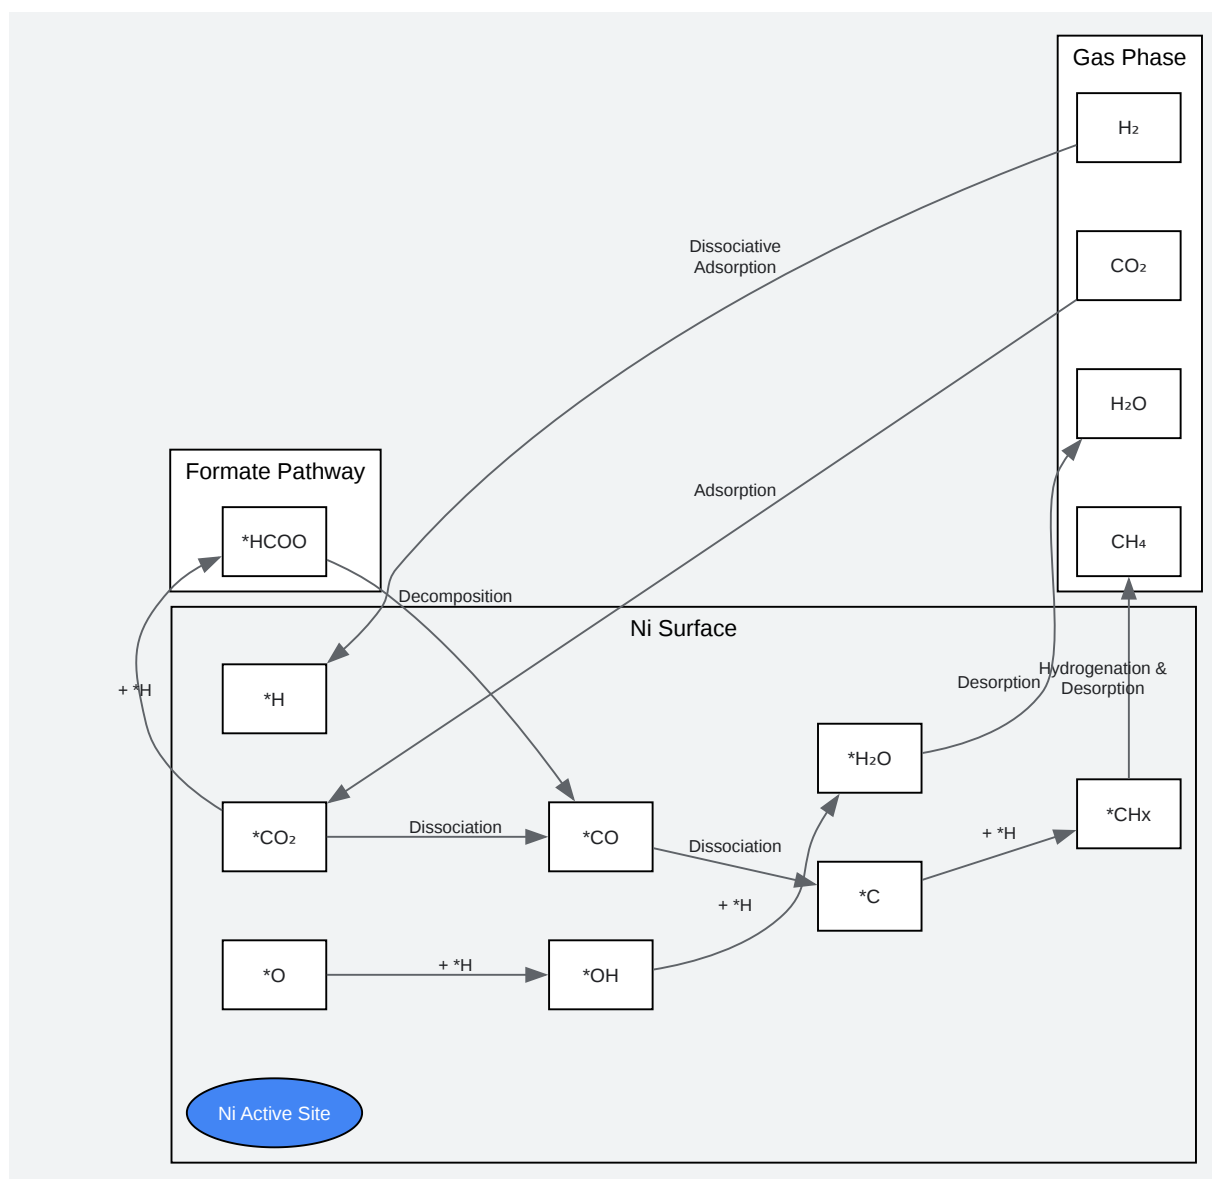 Gas Phase
H₂
Dissociative
Adsorption
CO₂
H₂O
Formate Pathway
Adsorption
*HCOO
CH₄
Decomposition
Ni Surface
Hydrogenation &
Desorption
Desorption
+ *H
*H
*H₂O
*CO₂
Dissociation
*CO
Dissociation
*C
+ *H
*CHx
+ *H
*O
+ *H
*OH
Ni Active Site